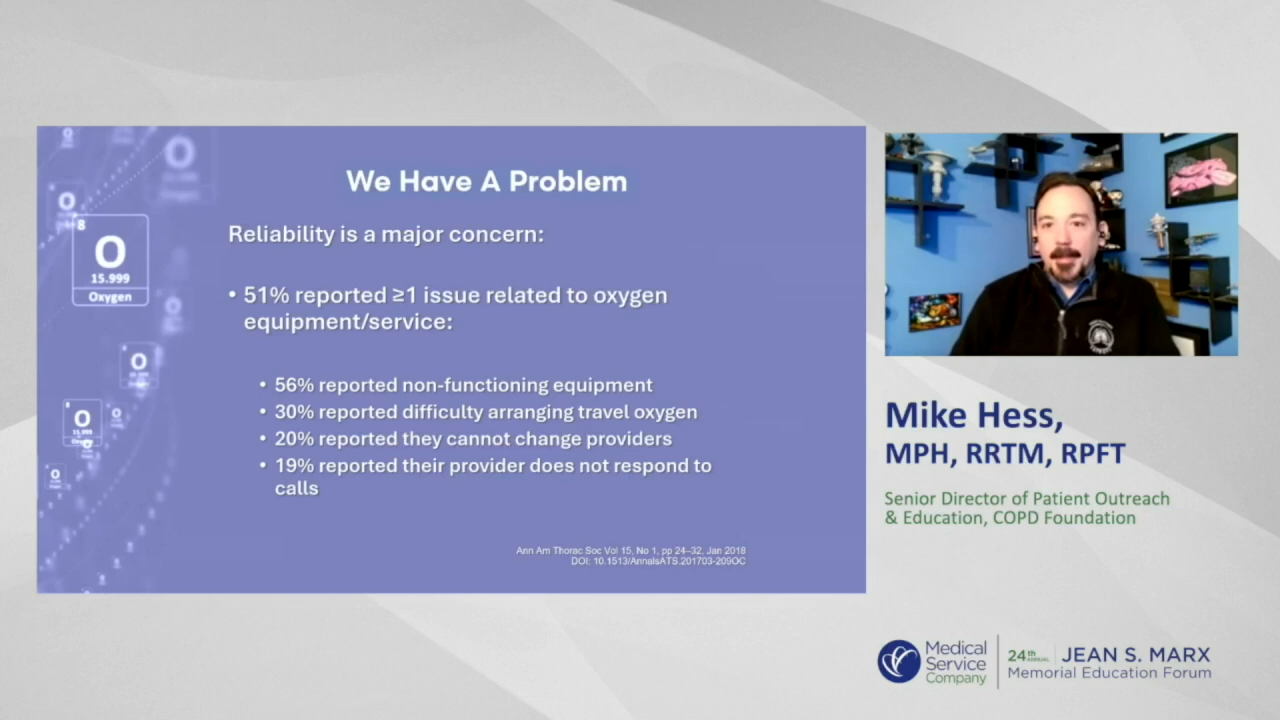 We Have A Problem
Reliability is a major concern:
• 51% reported ≥1 issue related to oxygen
equipment/service:
• 56% reported non-functioning equipment
• 30% reported difficulty arranging travel oxygen
• 20% reported they cannot change providers
• 19% reported their provider does not respond to
calls
Ann Am Thorac Soc Vol 15, No 1, pp 24–32, Jan 2018
DOI: 10.1513/AnnalsATS.201703-209OC
O
O
Oxygen
O
8
O
15.999
Oxygen
O
O
O
15.999
O
O
O
Mike Hess,
MPH, RRTM, RPFT
Senior Director of Patient Outreach
& Education, COPD Foundation
Medical
Service
Company
24th ANNUAL JEAN S. MARX
Memorial Education Forum